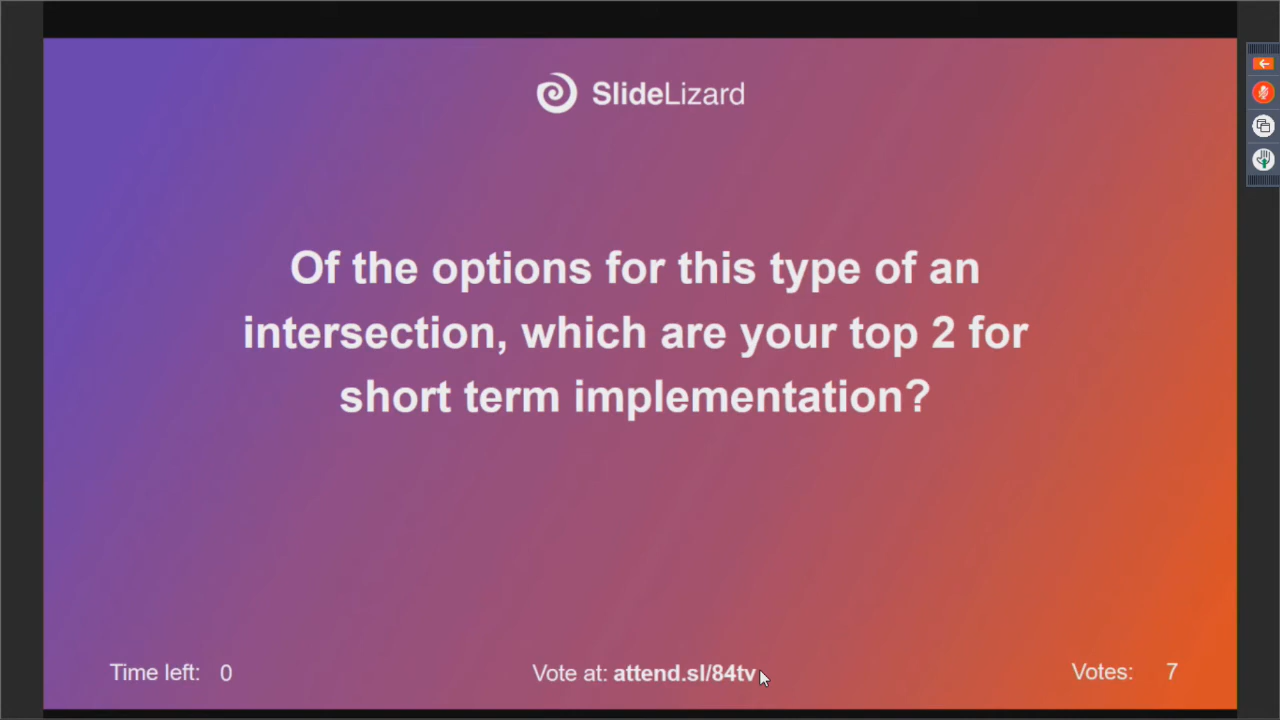 SlideLizard
Of the options for this type of an
intersection, which are your top 2 for
short term implementation?
Time left: 0
Vote at: attend.sl/84tv
Votes: 7